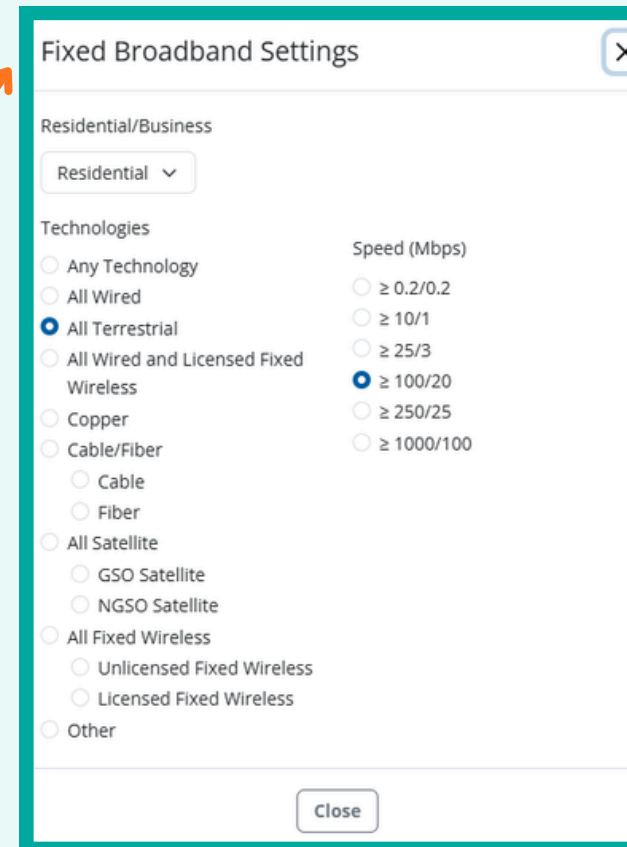 Fixed Broadband Settings
Residential/Business
Residential
Technologies
Any Technology
All Wired
All Terrestrial
All Wired and Licensed Fixed
Wireless
Copper
Cable/Fiber
Cable
Fiber
All Satellite
GSO Satellite
NGSO Satellite
All Fixed Wireless
Unlicensed Fixed Wireless
Licensed Fixed Wireless
Other
Speed (Mbps)
≥ 0.2/0.2
≥ 10/1
≥ 25/3
≥ 100/20
≥ 250/25
≥ 1000/100
Close